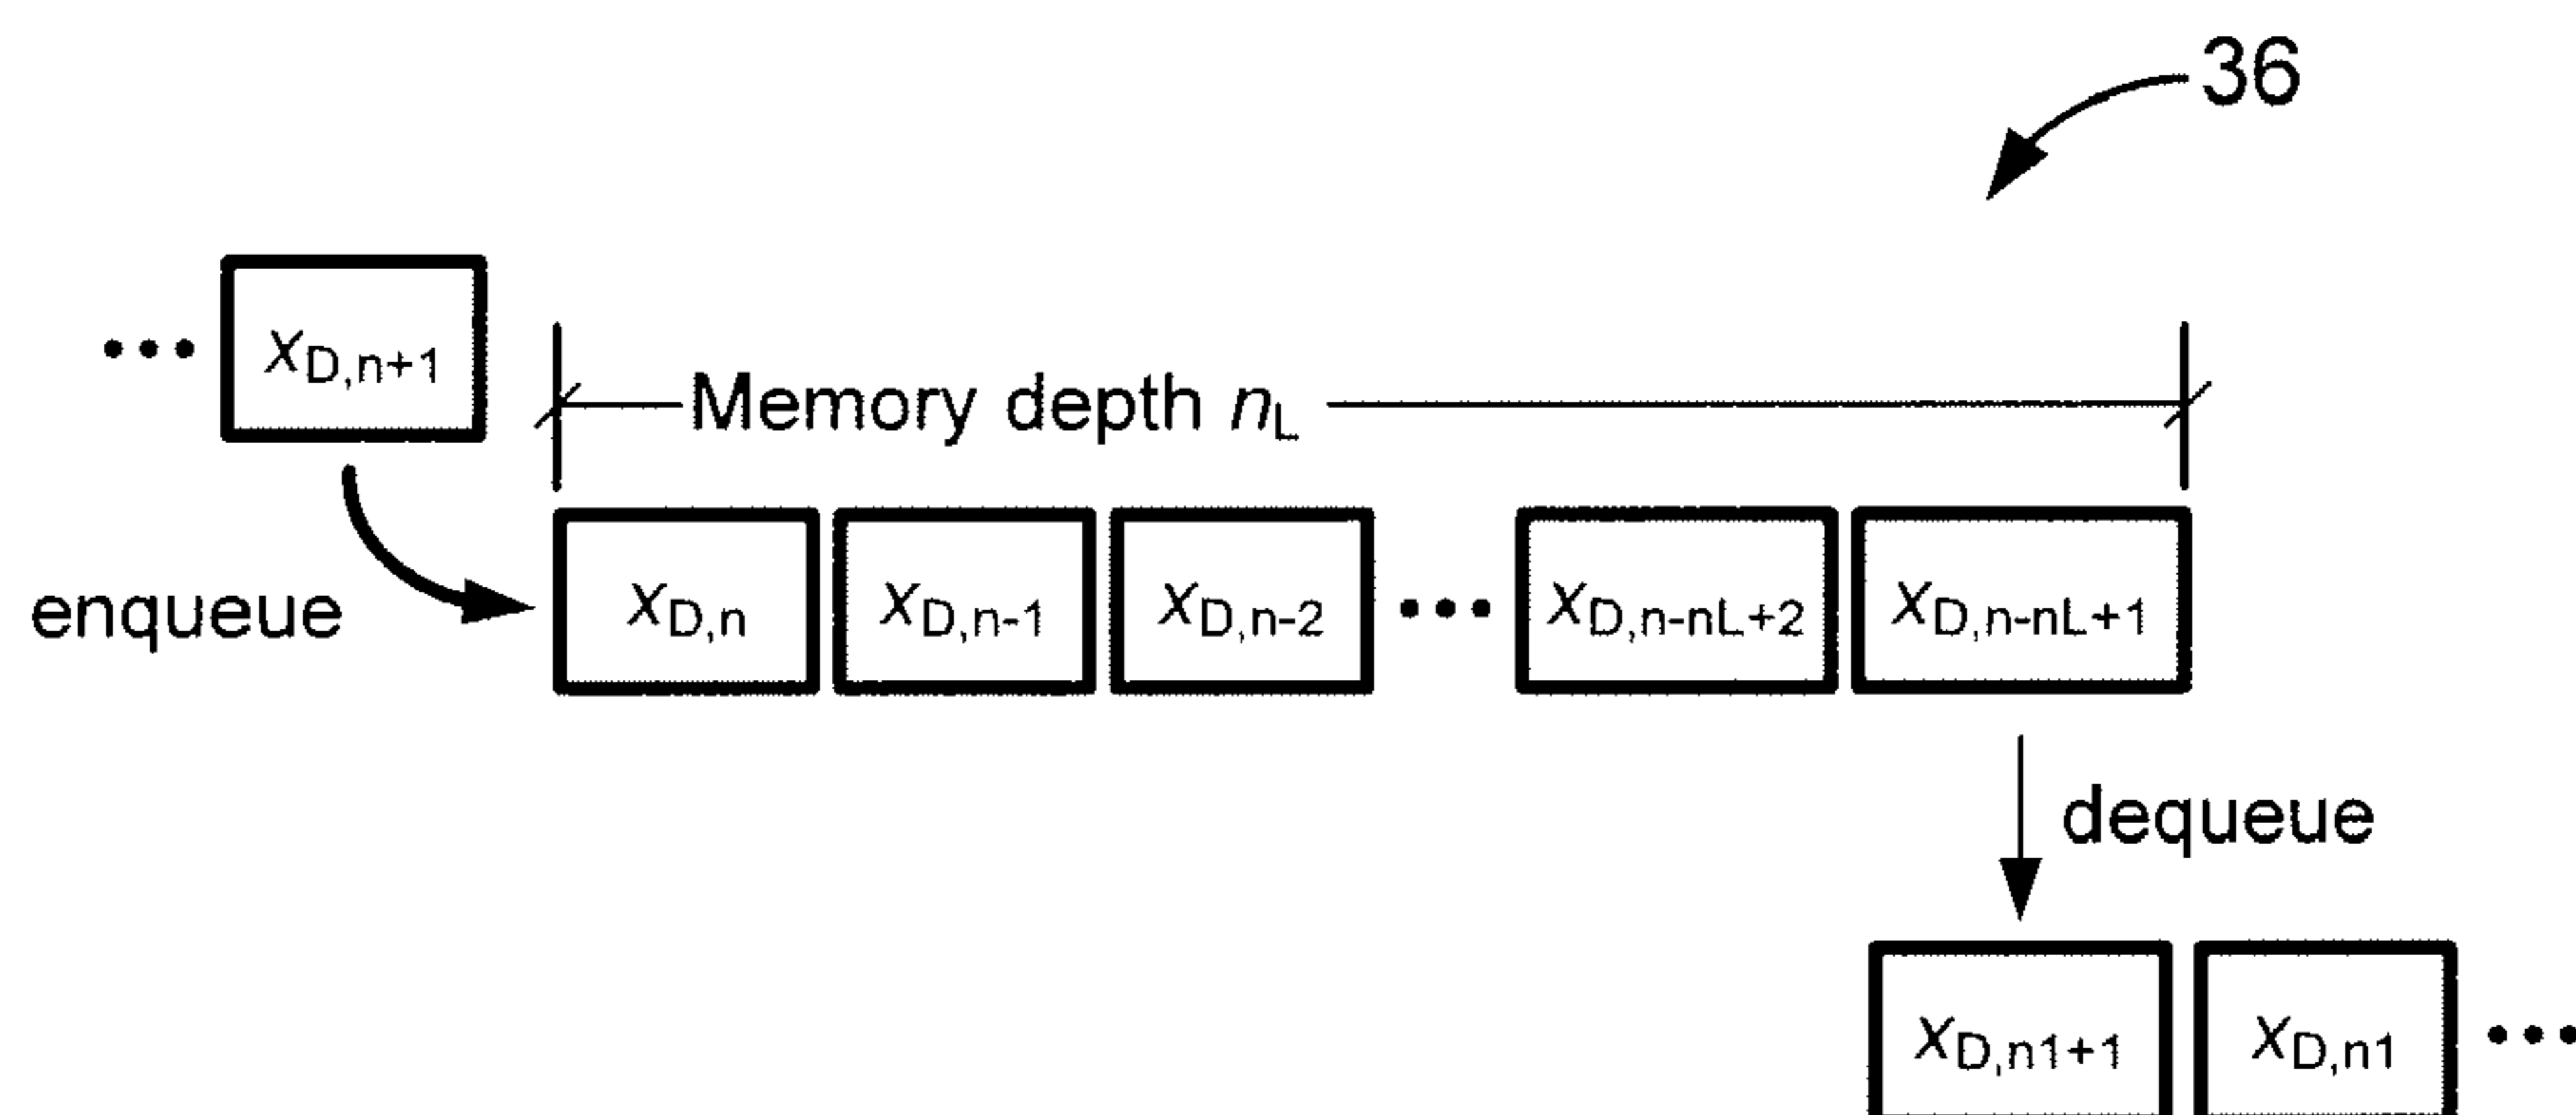 36
••• XD,n+1
Memory depth nL
enqueue
XD,n XD,n-1 XD,n-2 ••• XD,n-nL+2 XD,n-nL+1
dequeue
XD,n1+1 XD,n1 •••